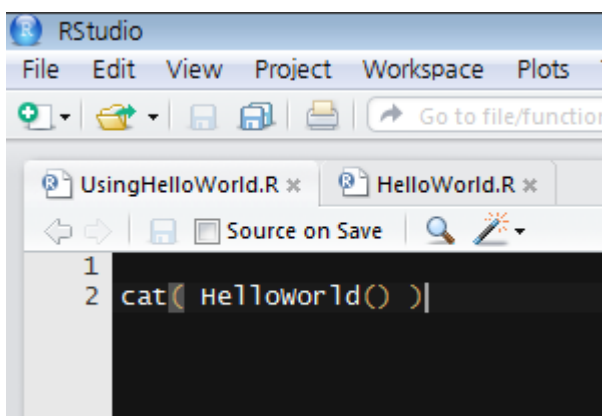 RStudio
File Edit View Project Workspace Plots
Go to file/function
UsingHelloWorld.R HelloWorld.R
Source on Save
1
2 cat( HelloWorld() )